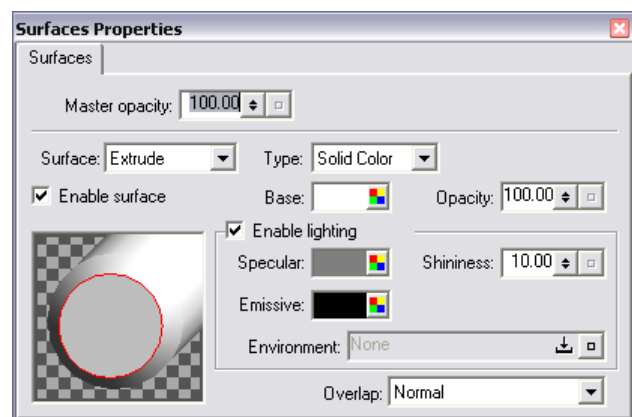 Surfaces Properties
Surfaces
Master opacity: 100.00
Surface: Extrude Type: Solid Color
Enable surface Base: Opacity: 100.00
Enable lighting
Specular: Shininess: 10.00
Emissive:
Environment: None
Overlap: Normal